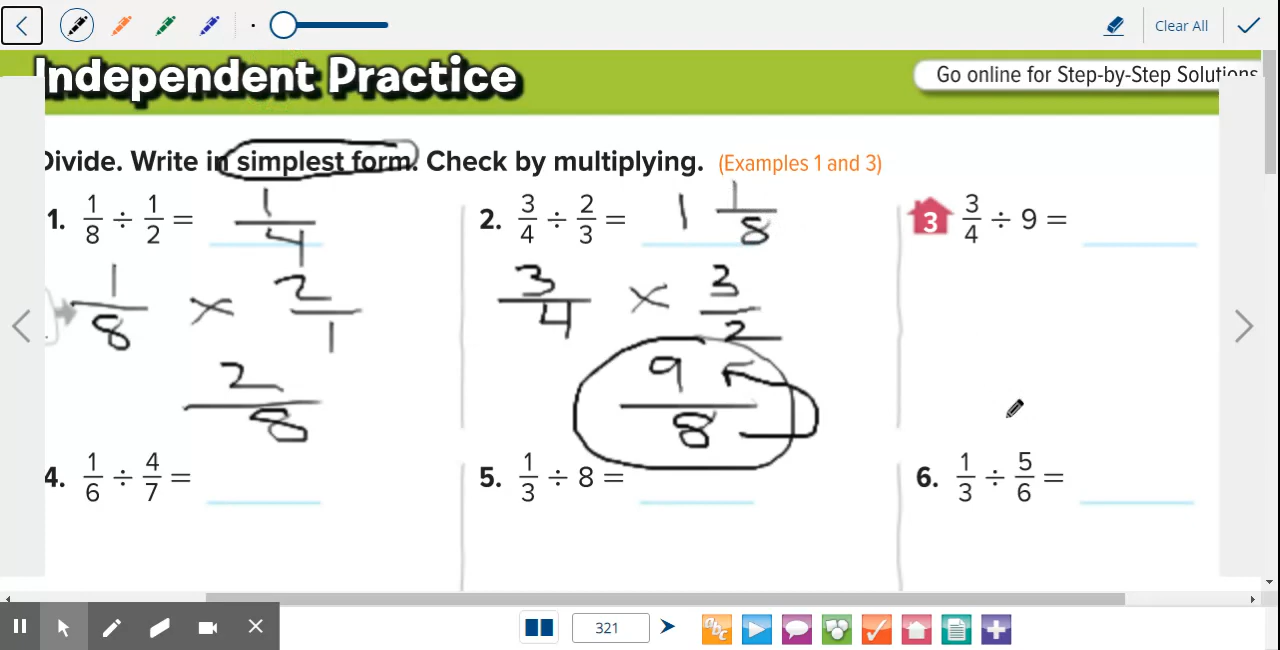 Clear All
Independent Practice
Go online for Step-by-Step Solutions
Divide. Write in simplest form. Check by multiplying. (Examples 1 and 3)
1. 1/8 ÷ 1/2 = 1/4
1/8 × 2/1
2/8
2. 3/4 ÷ 2/3 = 1 1/8
3/4 × 3/2
9/8
3 3/4 ÷ 9 =
4. 1/6 ÷ 4/7 =
5. 1/3 ÷ 8 =
6. 1/3 ÷ 5/6 =
321
abc